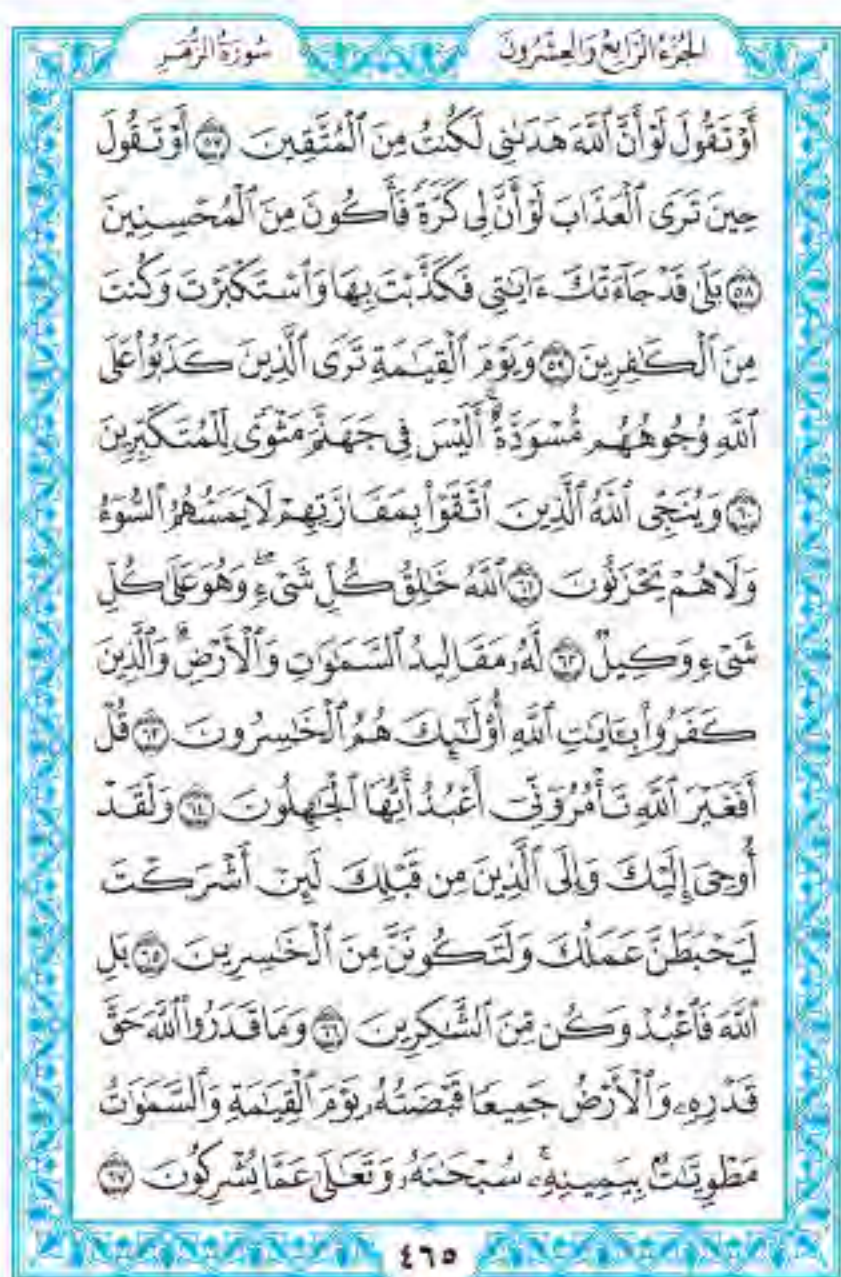 الجُزْءُ الرَّابِعُ وَالعِشْرُونَ
سُورَةُ الزُّمَرِ
أَوْ تَقُولَ لَوْ أَنَّ ٱللَّهَ هَدَىٰنِى لَكُنتُ مِنَ ٱلْمُتَّقِينَ ٥٧ أَوْ تَقُولَ
حِينَ تَرَى ٱلْعَذَابَ لَوْ أَنَّ لِى كَرَّةً فَأَكُونَ مِنَ ٱلْمُحْسِنِينَ
٥٨ بَلَىٰ قَدْ جَآءَتْكَ ءَايَٰتِى فَكَذَّبْتَ بِهَا وَٱسْتَكْبَرْتَ وَكُنتَ
مِنَ ٱلْكَٰفِرِينَ ٥٩ وَيَوْمَ ٱلْقِيَٰمَةِ تَرَى ٱلَّذِينَ كَذَبُوا۟ عَلَى
ٱللَّهِ وُجُوهُهُم مُّسْوَدَّةٌ ۚ أَلَيْسَ فِى جَهَنَّمَ مَثْوًى لِّلْمُتَكَبِّرِينَ
٦٠ وَيُنَجِّى ٱللَّهُ ٱلَّذِينَ ٱتَّقَوْا۟ بِمَفَازَتِهِمْ لَا يَمَسُّهُمُ ٱلسُّوٓءُ
وَلَا هُمْ يَحْزَنُونَ ٦١ ٱللَّهُ خَٰلِقُ كُلِّ شَىْءٍ ۖ وَهُوَ عَلَىٰ كُلِّ
شَىْءٍ وَكِيلٌ ٦٢ لَّهُۥ مَقَالِيدُ ٱلسَّمَٰوَٰتِ وَٱلْأَرْضِ ۗ وَٱلَّذِينَ
كَفَرُوا۟ بِـَٔايَٰتِ ٱللَّهِ أُو۟لَٰٓئِكَ هُمُ ٱلْخَٰسِرُونَ ٦٣ قُلْ
أَفَغَيْرَ ٱللَّهِ تَأْمُرُوٓنِّىٓ أَعْبُدُ أَيُّهَا ٱلْجَٰهِلُونَ ٦٤ وَلَقَدْ
أُوحِىَ إِلَيْكَ وَإِلَى ٱلَّذِينَ مِن قَبْلِكَ لَئِنْ أَشْرَكْتَ
لَيَحْبَطَنَّ عَمَلُكَ وَلَتَكُونَنَّ مِنَ ٱلْخَٰسِرِينَ ٦٥ بَلِ
ٱللَّهَ فَٱعْبُدْ وَكُن مِّنَ ٱلشَّٰكِرِينَ ٦٦ وَمَا قَدَرُوا۟ ٱللَّهَ حَقَّ
قَدْرِهِۦ وَٱلْأَرْضُ جَمِيعًا قَبْضَتُهُۥ يَوْمَ ٱلْقِيَٰمَةِ وَٱلسَّمَٰوَٰتُ
مَطْوِيَّٰتٌۢ بِيَمِينِهِۦ ۚ سُبْحَٰنَهُۥ وَتَعَٰلَىٰ عَمَّا يُشْرِكُونَ ٦٧
٤٦٥